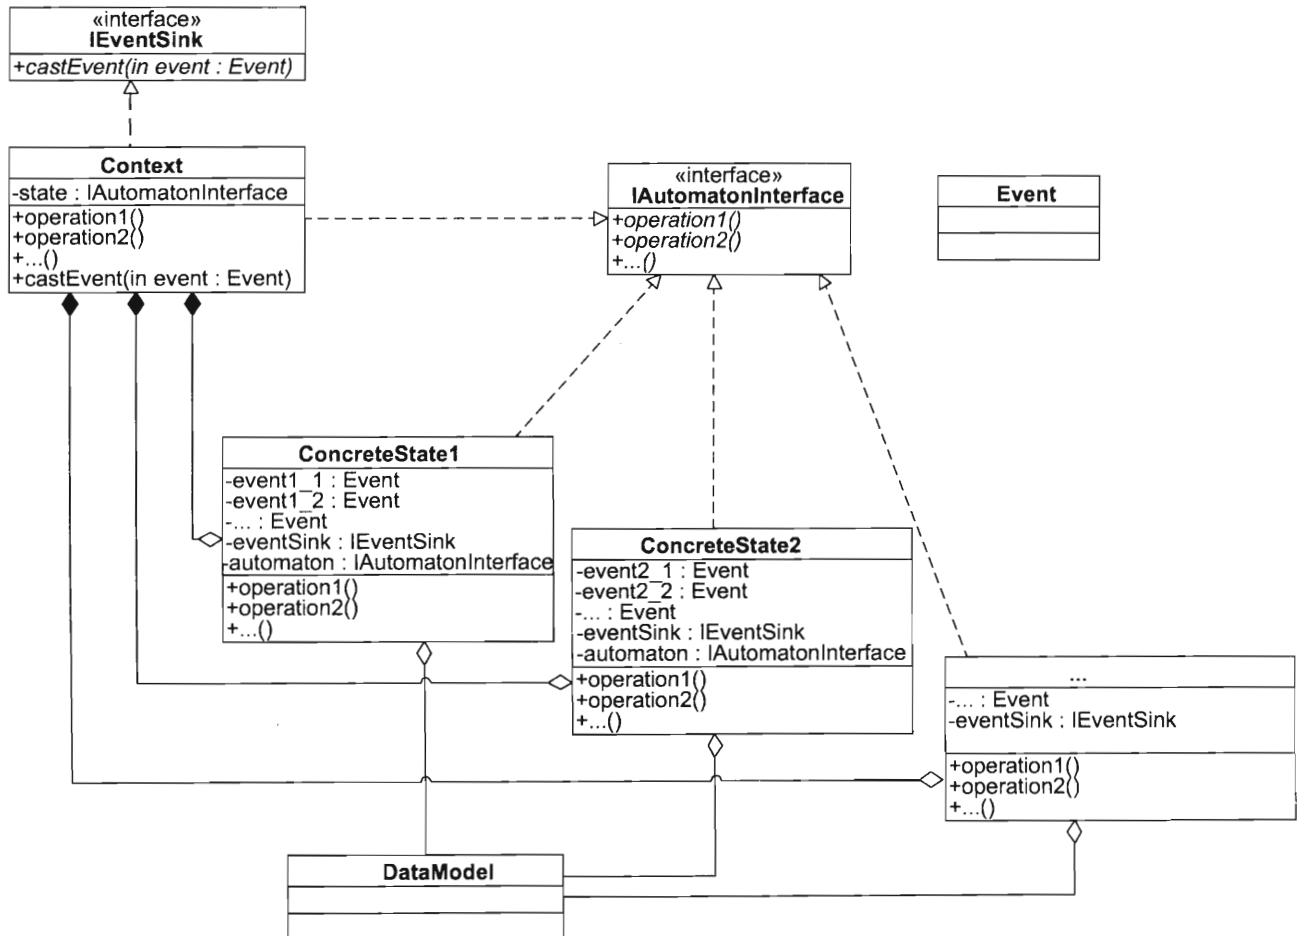 «interface»
IEventSink
+castEvent(in event : Event)
Context
-state : IAutomatonInterface
+operation1()
+operation2()
+...()
+castEvent(in event : Event)
«interface»
IAutomatonInterface
+operation1()
+operation2()
+...()
Event
ConcreteState1
-event1_1 : Event
-event1_2 : Event
-... : Event
-eventSink : IEventSink
-automaton : IAutomatonInterface
+operation1()
+operation2()
+...()
ConcreteState2
-event2_1 : Event
-event2_2 : Event
-... : Event
-eventSink : IEventSink
-automaton : IAutomatonInterface
+operation1()
+operation2()
+...()
...
-... : Event
-eventSink : IEventSink
+operation1()
+operation2()
+...()
DataModel